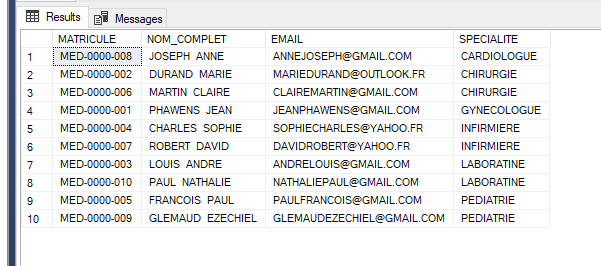 Results Messages
MATRICULE NOM_COMPLET EMAIL SPECIALITE
1 MED-0000-008 JOSEPH ANNE ANNEJOSEPH@GMAIL.COM CARDIOLOGUE
2 MED-0000-002 DURAND MARIE MARIEDURAND@OUTLOOK.FR CHIRURGIE
3 MED-0000-006 MARTIN CLAIRE CLAIREMARTIN@GMAIL.COM CHIRURGIE
4 MED-0000-001 PHAWENS JEAN JEANPHAWENS@GMAIL.COM GYNECOLOGUE
5 MED-0000-004 CHARLES SOPHIE SOPHIECHARLES@YAHOO.FR INFIRMIERE
6 MED-0000-007 ROBERT DAVID DAVIDROBERT@YAHOO.FR INFIRMIERE
7 MED-0000-003 LOUIS ANDRE ANDRELOUIS@GMAIL.COM LABORATINE
8 MED-0000-010 PAUL NATHALIE NATHALIEPAUL@GMAIL.COM LABORATINE
9 MED-0000-005 FRANCOIS PAUL PAULFRANCOIS@GMAIL.COM PEDIATRIE
10 MED-0000-009 GLEMAUD EZECHIEL GLEMAUDEZECHIEL@GMAIL.COM PEDIATRIE